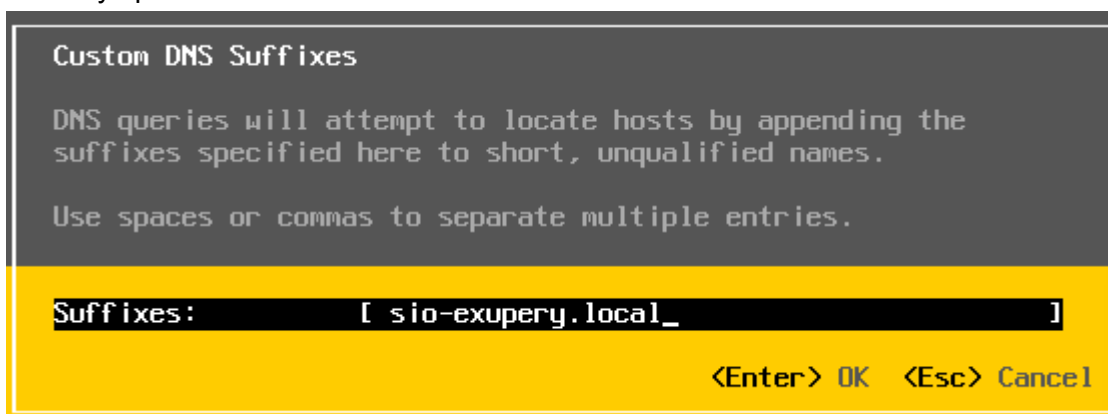 Custom DNS Suffixes
DNS queries will attempt to locate hosts by appending the
suffixes specified here to short, unqualified names.
Use spaces or commas to separate multiple entries.
Suffixes: [ sio-exupery.local_ ]
<Enter> OK <Esc> Cancel